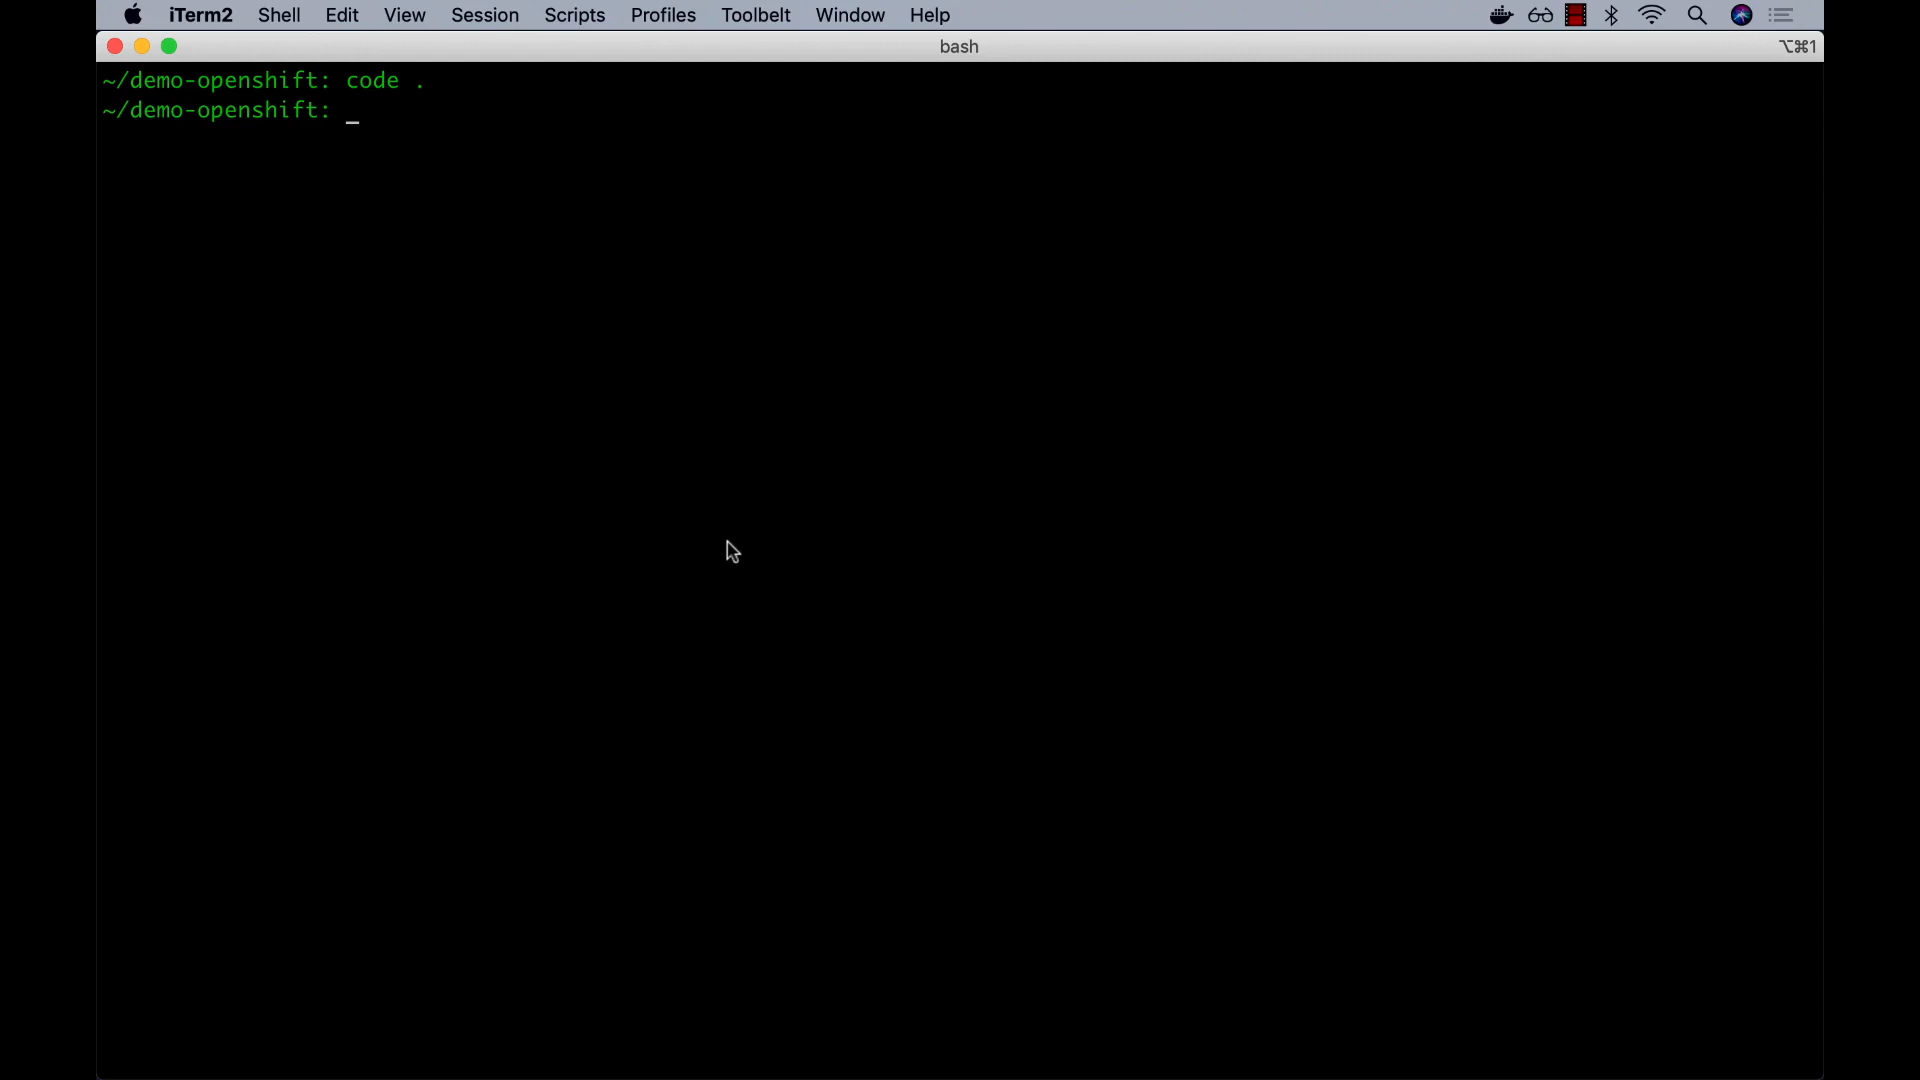 iTerm2 Shell Edit View Session Scripts Profiles Toolbelt Window Help
bash ⌥⌘1
~/demo-openshift: code .
~/demo-openshift: _